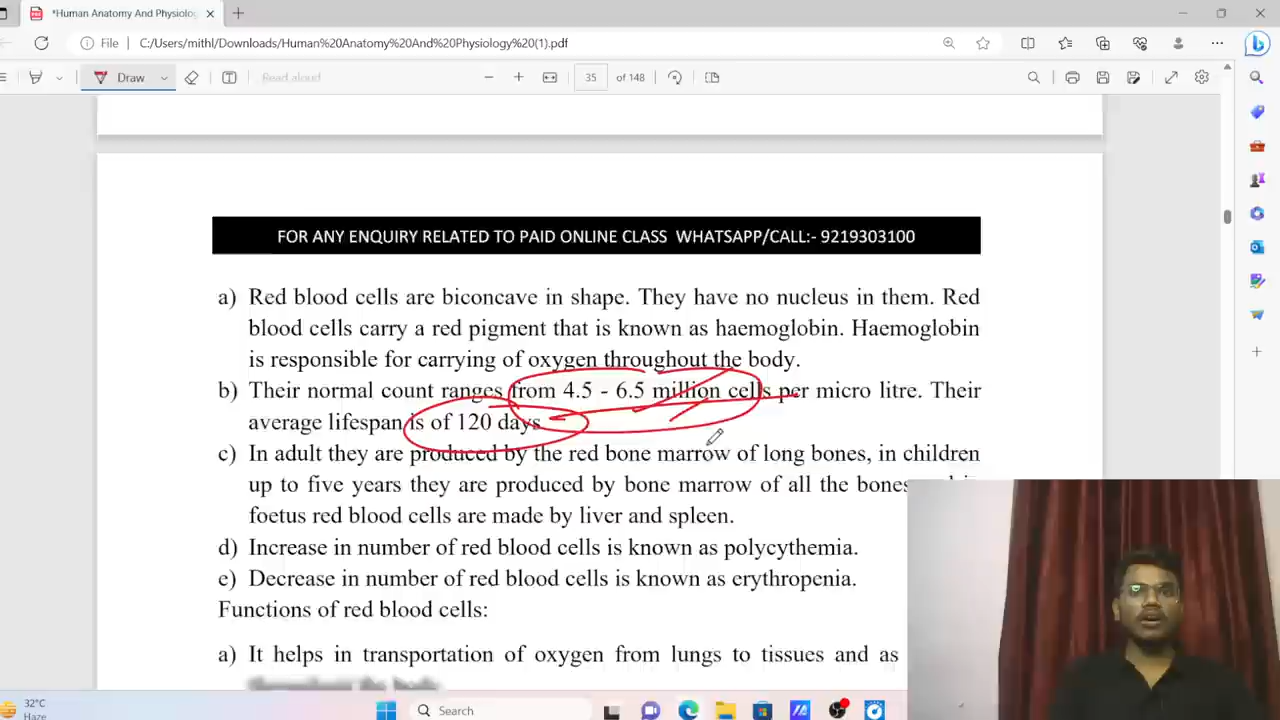 *Human Anatomy And Physiology
File C:/Users/mithl/Downloads/Human%20Anatomy%20And%20Physiology%20(1).pdf
Draw Read aloud 35 of 148
FOR ANY ENQUIRY RELATED TO PAID ONLINE CLASS WHATSAPP/CALL:- 9219303100
a) Red blood cells are biconcave in shape. They have no nucleus in them. Red
blood cells carry a red pigment that is known as haemoglobin. Haemoglobin
is responsible for carrying of oxygen throughout the body.
b) Their normal count ranges from 4.5 - 6.5 million cells per micro litre. Their
average lifespan is of 120 days.
c) In adult they are produced by the red bone marrow of long bones, in children
up to five years they are produced by bone marrow of all the bones
foetus red blood cells are made by liver and spleen.
d) Increase in number of red blood cells is known as polycythemia.
e) Decrease in number of red blood cells is known as erythropenia.
Functions of red blood cells:
a) It helps in transportation of oxygen from lungs to tissues and as
32°C
Haze
Search